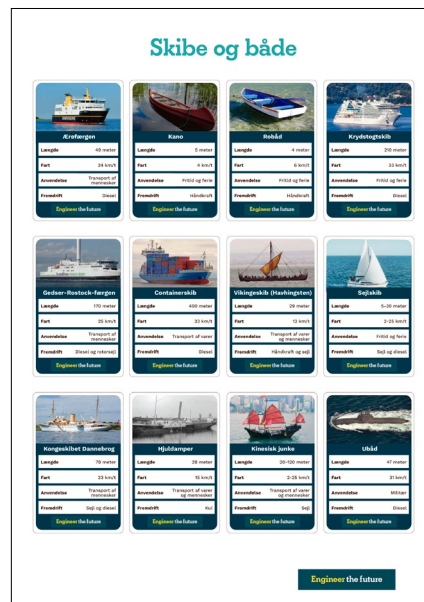 Skibe og både
Ærøfærgen
Længde 49 meter
Fart 24 km/t
Anvendelse Transport af mennesker
Fremdrift Diesel
Engineer the future
Kano
Længde 5 meter
Fart 4 km/t
Anvendelse Fritid og ferie
Fremdrift Håndkraft
Engineer the future
Robåd
Længde 4 meter
Fart 6 km/t
Anvendelse Fritid og ferie
Fremdrift Håndkraft
Engineer the future
Krydstogtskib
Længde 210 meter
Fart 33 km/t
Anvendelse Fritid og ferie
Fremdrift Diesel
Engineer the future
Gedser-Rostock-færgen
Længde 170 meter
Fart 25 km/t
Anvendelse Transport af mennesker
Fremdrift Diesel og rotorsejl
Engineer the future
Containerskib
Længde 400 meter
Fart 33 km/t
Anvendelse Transport af varer
Fremdrift Diesel
Engineer the future
Vikingeskib (Havhingsten)
Længde 29 meter
Fart 13 km/t
Anvendelse Transport af varer og mennesker
Fremdrift Håndkraft og sejl
Engineer the future
Sejlskib
Længde 5-30 meter
Fart 2-25 km/t
Anvendelse Fritid og ferie
Fremdrift Sejl og diesel
Engineer the future
Kongeskibet Dannebrog
Længde 78 meter
Fart 23 km/t
Anvendelse Transport af mennesker
Fremdrift Sejl og diesel
Engineer the future
Hjuldamper
Længde 28 meter
Fart 15 km/t
Anvendelse Transport af varer og mennesker
Fremdrift Kul
Engineer the future
Kinesisk junke
Længde 20-120 meter
Fart 2-25 km/t
Anvendelse Transport af varer og mennesker
Fremdrift Sejl
Engineer the future
Ubåd
Længde 47 meter
Fart 31 km/t
Anvendelse Militær
Fremdrift Diesel
Engineer the future
Engineer the future